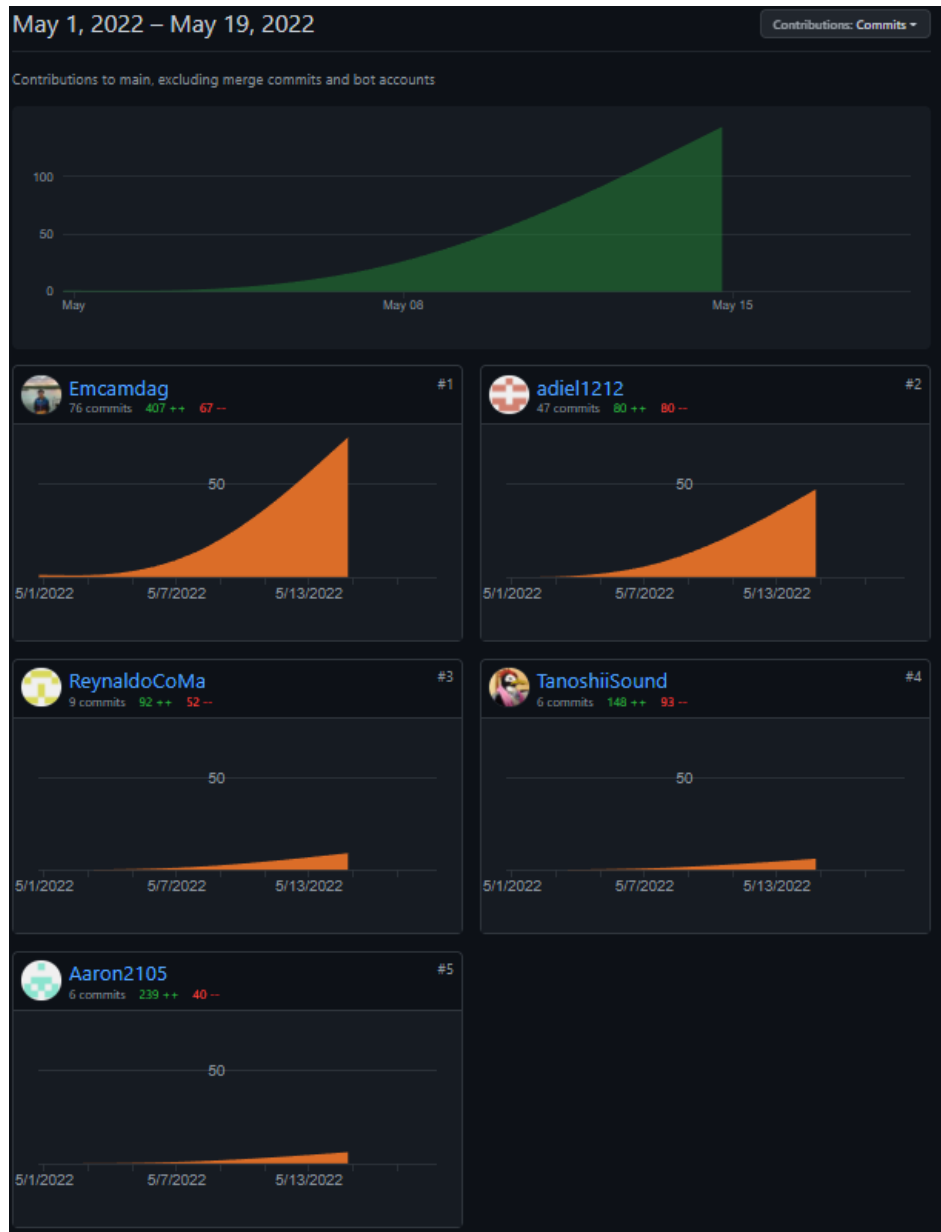 May 1, 2022 – May 19, 2022
Contributions: Commits
Contributions to main, excluding merge commits and bot accounts
100
50
0
May May 08 May 15
Emcamdag #1
76 commits 407 ++ 67 --
50
5/1/2022 5/7/2022 5/13/2022
adiel1212 #2
47 commits 80 ++ 80 --
50
5/1/2022 5/7/2022 5/13/2022
ReynaldoCoMa #3
9 commits 92 ++ 52 --
50
5/1/2022 5/7/2022 5/13/2022
TanoshiiSound #4
6 commits 148 ++ 93 --
50
5/1/2022 5/7/2022 5/13/2022
Aaron2105 #5
6 commits 239 ++ 40 --
50
5/1/2022 5/7/2022 5/13/2022